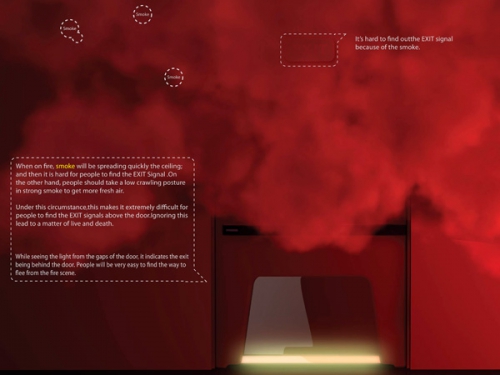 Smoke
Smoke
Smoke
It's hard to find outthe EXIT signal
because of the smoke.
When on fire, smoke will be spreading quickly the ceiling;
and then it is hard for people to find the EXIT Signal .On
the other hand, people should take a low crawling posture
in strong smoke to get more fresh air.
Under this circumstance,this makes it extremely difficult for
people to find the EXIT signals above the door.Ignoring this
lead to a matter of live and death.
While seeing the light from the gaps of the door, it indicates the exit
being behind the door. People will be very easy to find the way to
flee from the fire scene.